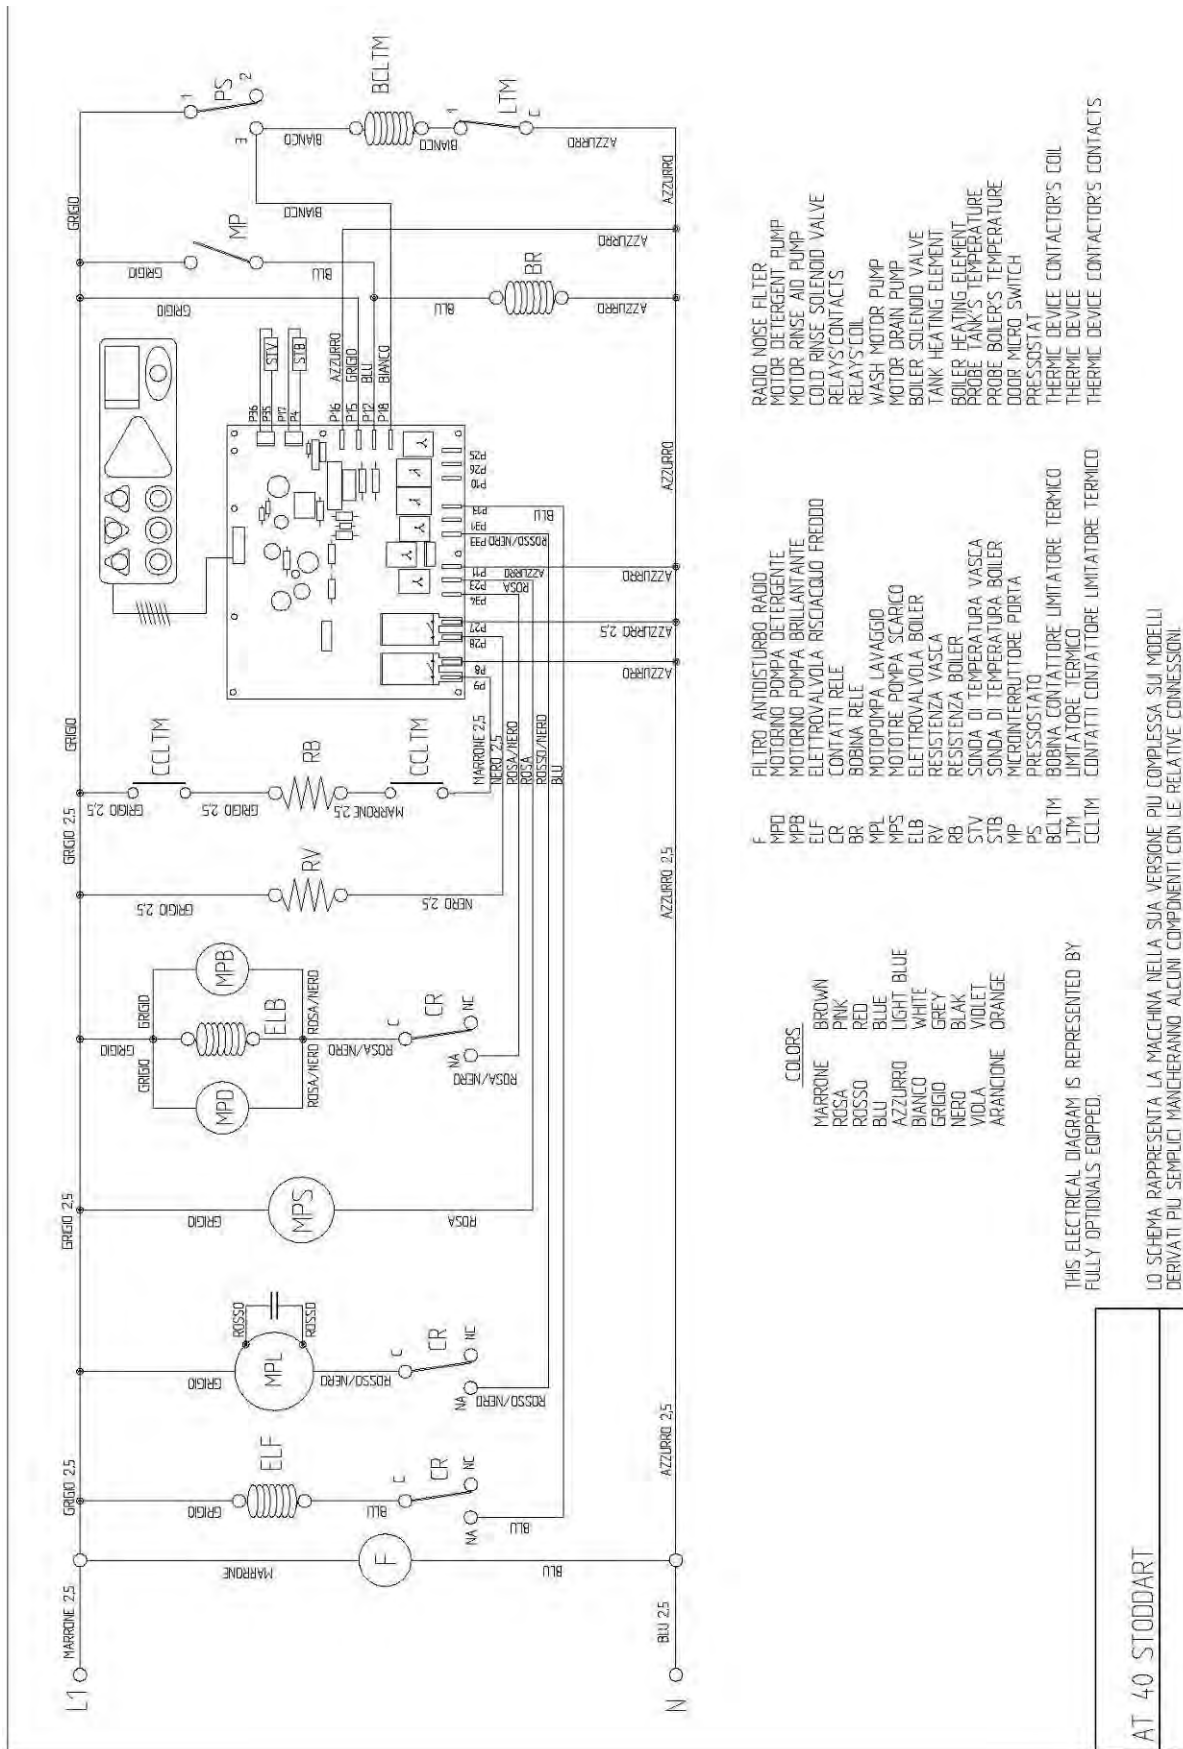 L1
MARRONE 2,5
GRIGIO 2,5
GRIGIO 2,5
GRIGIO 2,5
GRIGIO
GRIGIO
N
BLU 2,5
AZZURRO 2,5
AZZURRO 2,5
AZZURRO
AZZURRO
MARRONE
F
BLU
GRIGIO
ELF
BLU
C
CR
NC
NA
BLU
GRIGIO
ROSSO
MPL
ROSSO
ROSSO/NERO
C
CR
NC
NA
ROSSO/NERO
GRIGIO
MPS
ROSA
GRIGIO
GRIGIO
GRIGIO
MPD
ELB
MPB
ROSA/NERO
ROSA/NERO
ROSA/NERO
C
CR
NC
NA
ROSA/NERO
GRIGIO 2,5
RV
NERO 2,5
GRIGIO 2,5
CCLTM
GRIGIO 2,5
RB
MARRONE 2,5
CCLTM
MARRONE 2,5
NERO 2,5
ROSA/NERO
ROSA
ROSSO/NERO
BLU
P9
P8
P28
P27
P34
P23
P11
P33
P31
P13
P10
P26
P25
ROSA
AZZURRO
ROSSO/NERO
BLU
AZZURRO
AZZURRO 2,5
AZZURRO
P36
P35
P17
P4
STV
STB
P16
P15
P12
P18
AZZURRO
GRIGIO
BLU
BIANCO
GRIGIO
GRIGIO
MP
BLU
BLU
BR
AZZURRO
AZZURRO
BIANCO
1
PS
2
3
BIANCO
BCLTM
BIANCO
1
LTM
C
AZZURRO
COLORS
MARRONE BROWN
ROSA PINK
ROSSO RED
BLU BLUE
AZZURRO LIGHT BLUE
BIANCO WHITE
GRIGIO GREY
NERO BLAK
VIOLA VIOLET
ARANCIONE ORANGE
F FILTRO ANTIDISTURBO RADIO RADIO NOISE FILTER
MPD MOTORINO POMPA DETERGENTE MOTOR DETERGENT PUMP
MPB MOTORINO POMPA BRILLANTANTE MOTOR RINSE AID PUMP
ELF ELETTROVALVOLA RISCIACQUO FREDDO COLD RINSE SOLENOID VALVE
CR CONTATTI RELE RELAYS'CONTACTS
BR BOBINA RELE RELAYS'COIL
MPL MOTOPOMPA LAVAGGIO WASH MOTOR PUMP
MPS MOTOTRE POMPA SCARICO MOTOR DRAIN PUMP
ELB ELETTROVALVOLA BOILER BOILER SOLENOID VALVE
RV RESISTENZA VASCA TANK HEATING ELEMENT
RB RESISTENZA BOILER BOILER HEATING ELEMENT
STV SONDA DI TEMPERATURA VASCA PROBE TANK'S TEMPERATURE
STB SONDA DI TEMPERATURA BOILER PROBE BOILER'S TEMPERATURE
MP MICROINTERRUTTORE PORTA DOOR MICRO SWITCH
PS PRESSOSTATO PRESSOSTAT
BCLTM BOBINA CONTATTORE LIMITATORE TERMICO THERMIC DEVICE CONTACTOR'S COIL
LTM LIMITATORE TERMICO THERMIC DEVICE
CCLTM CONTATTI CONTATTORE LIMITATORE TERMICO THERMIC DEVICE CONTACTOR'S CONTACTS
THIS ELECTRICAL DIAGRAM IS REPRESENTED BY
FULLY OPTIONALS EQIPPED.
LO SCHEMA RAPPRESENTA LA MACCHINA NELLA SUA VERSIONE PIU COMPLESSA SUI MODELLI
DERIVATI PIU SEMPLICI MANCHERANNO ALCUNI COMPONENTI CON LE RELATIVE CONNESSIONI.
AT 40 STODDART